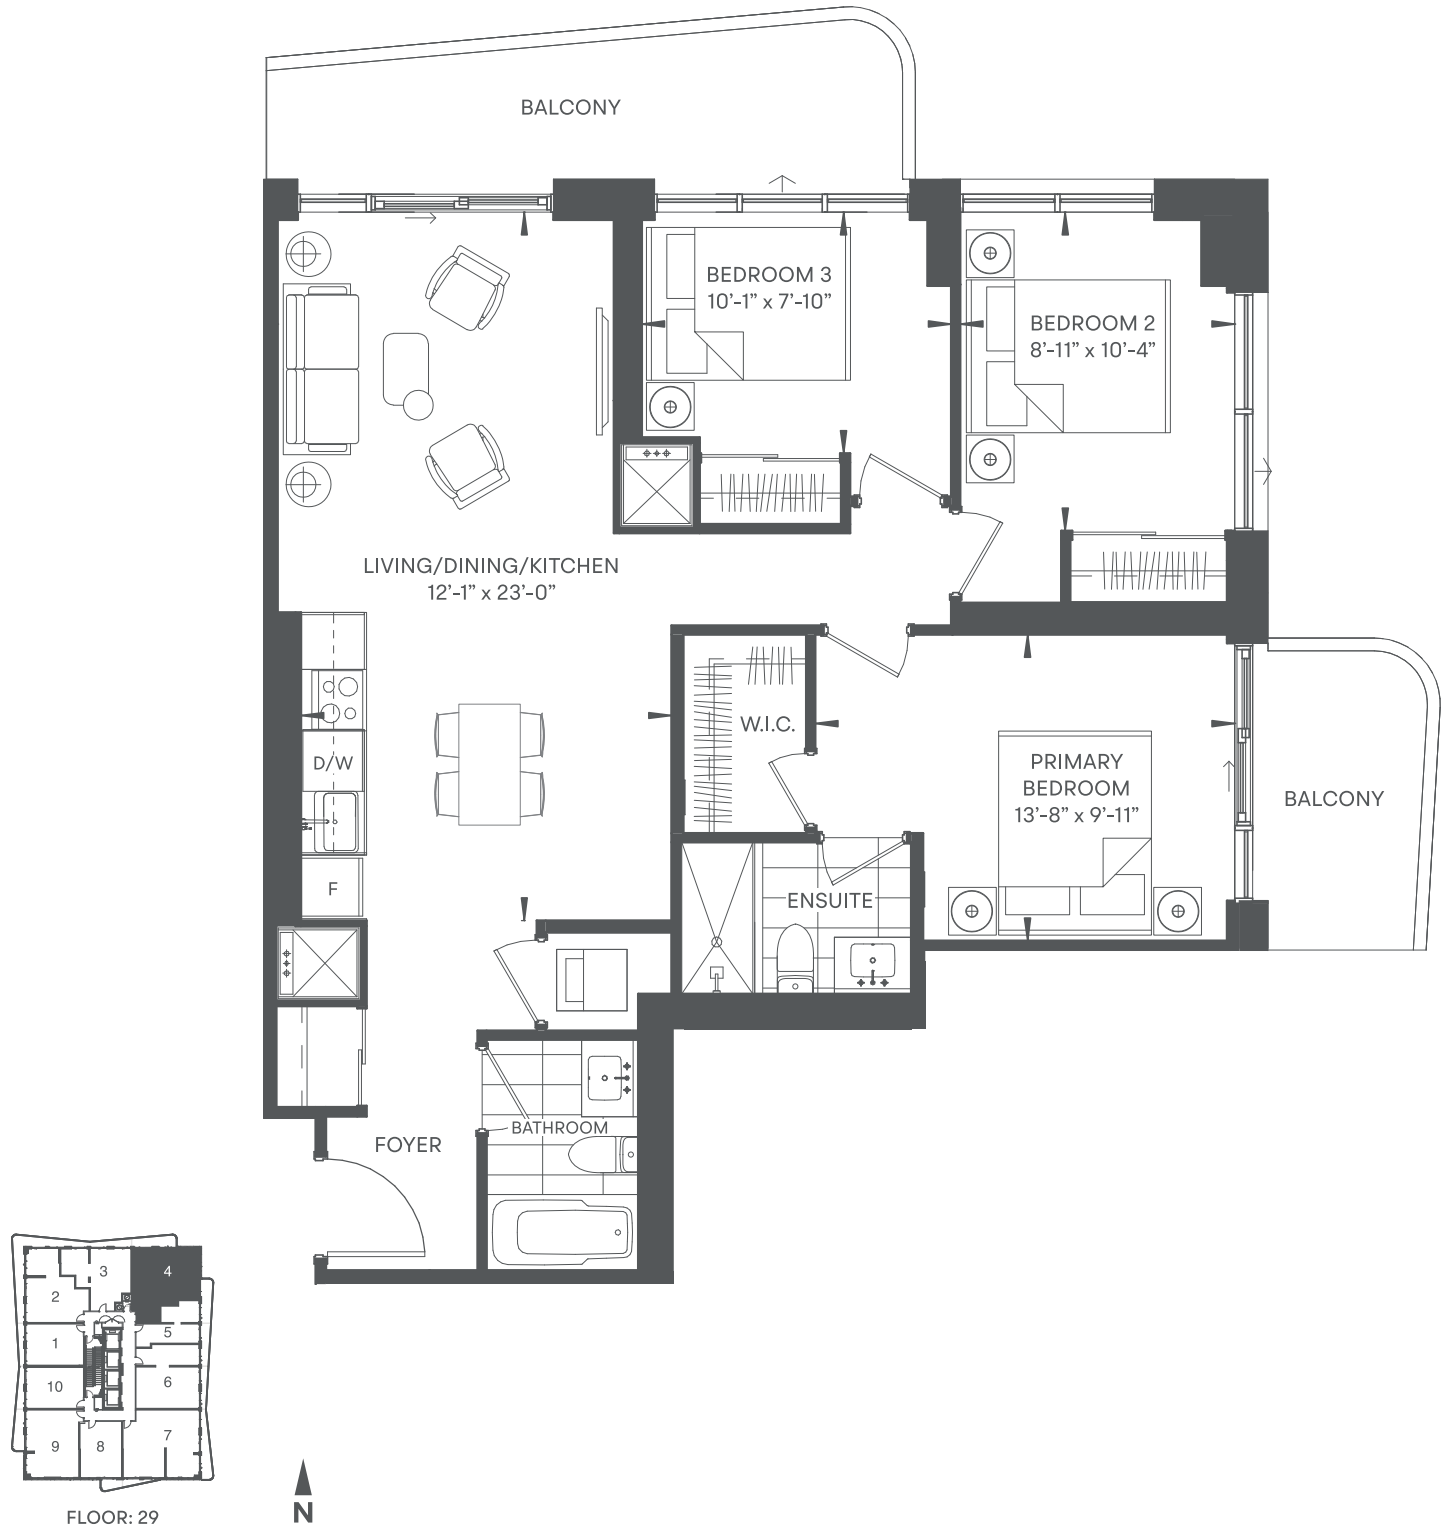 BALCONY
BEDROOM 3
10’-1” x 7’-10”
BEDROOM 2
8’-11” x 10’-4”
LIVING/DINING/KITCHEN
12’-1” x 23’-0”
W.I.C.
D/W
PRIMARY
BEDROOM
13’-8” x 9’-11”
BALCONY
F
ENSUITE
BATHROOM
FOYER
3
4
2
5
1
6
10
7
9
8
FLOOR: 29
N